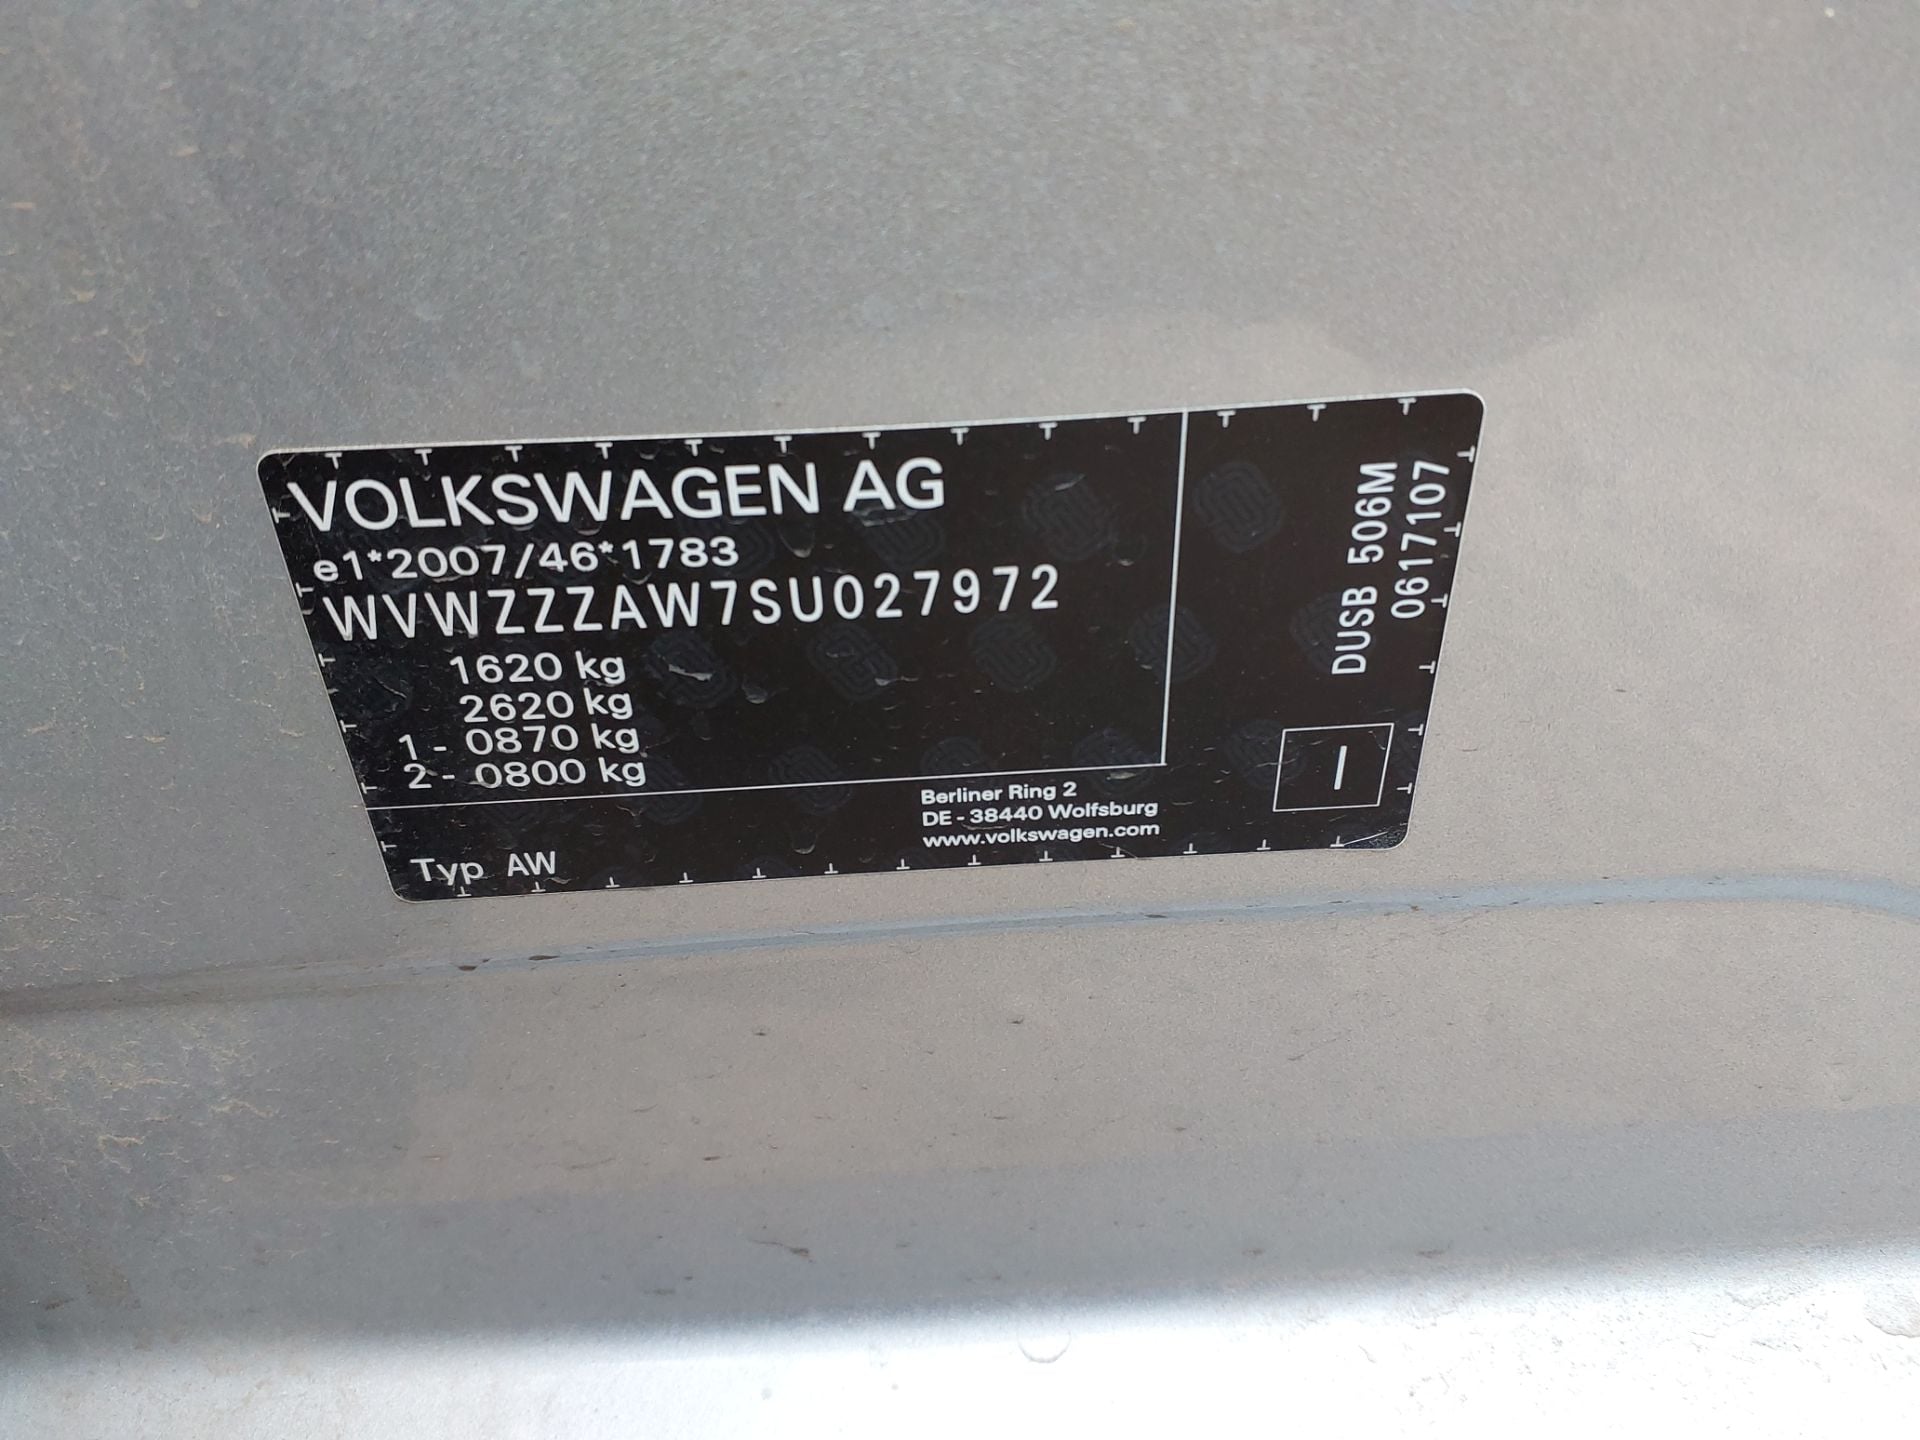 VOLKSWAGEN AG
e1*2007/46*1783
WVWZZZAW7SU027972
1620 kg
2620 kg
1 - 0870 kg
2 - 0800 kg
Typ AW
Berliner Ring 2
DE - 38440 Wolfsburg
www.volkswagen.com
DUSB 506M
0617107
I